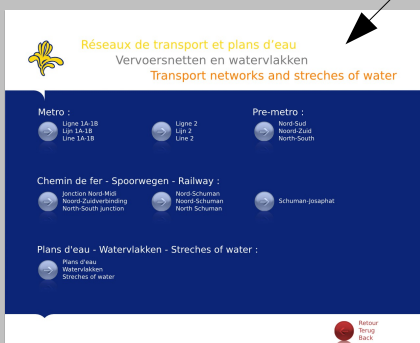 Réseaux de transport et plans d'eau
Vervoersnetten en watervlakken
Transport networks and streches of water
Metro :
Ligne 1A-1B
Lijn 1A-1B
Line 1A-1B
Ligne 2
Lijn 2
Line 2
Pre-metro :
Nord-Sud
Noord-Zuid
North-South
Chemin de fer - Spoorwegen - Railway :
Jonction Nord-Midi
Noord-Zuidverbinding
North-South junction
Nord-Schuman
Noord-Schuman
North Schuman
Schuman-Josaphat
Plans d'eau - Watervlakken - Streches of water :
Plans d'eau
Watervlakken
Streches of water
Retour
Terug
Back